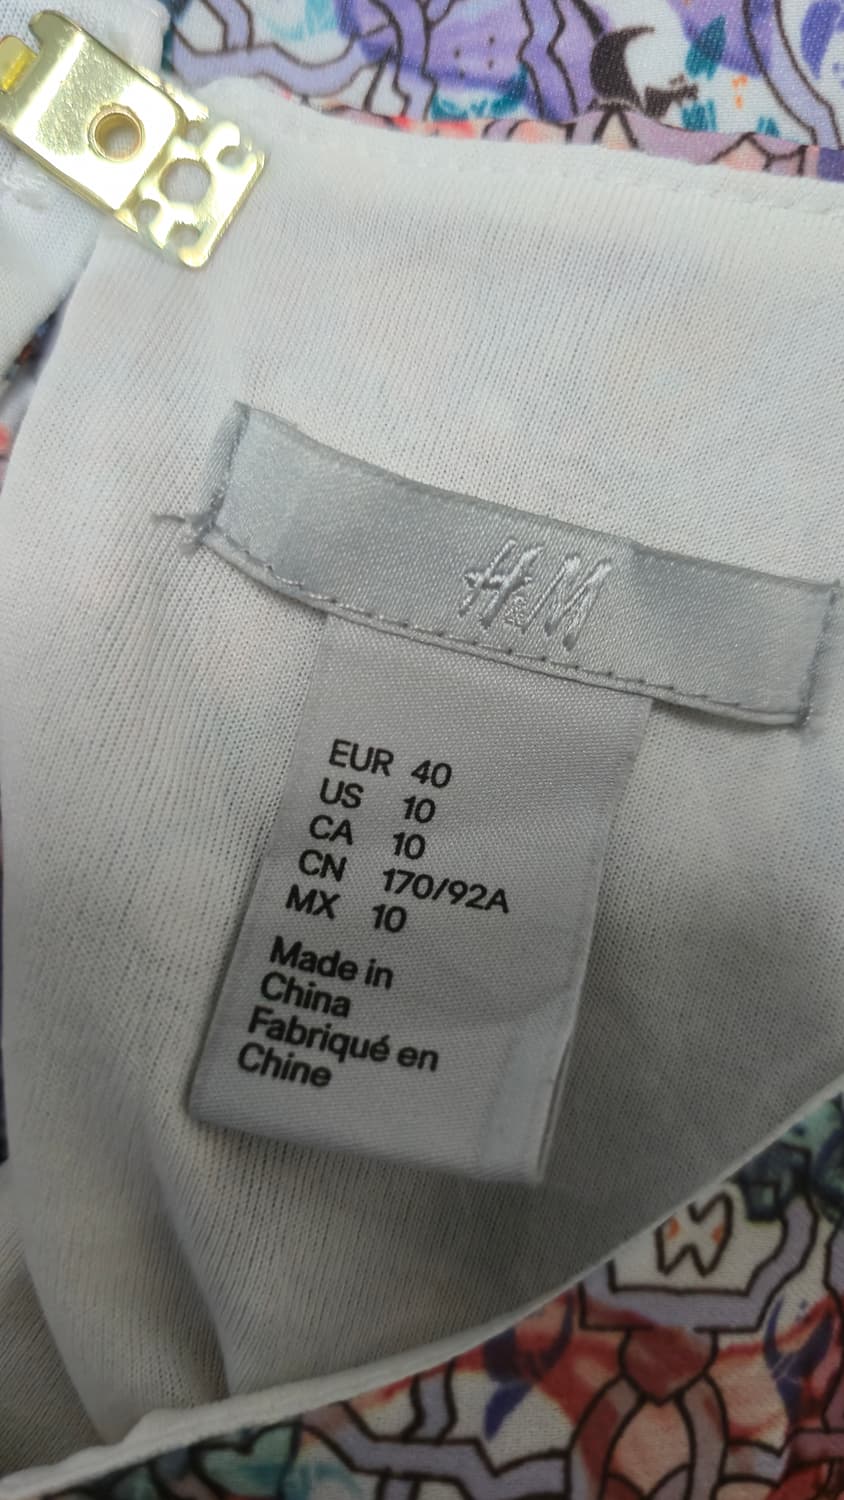 H&M
EUR 40
US 10
CA 10
CN 170/92A
MX 10
Made in
China
Fabriqué en
Chine